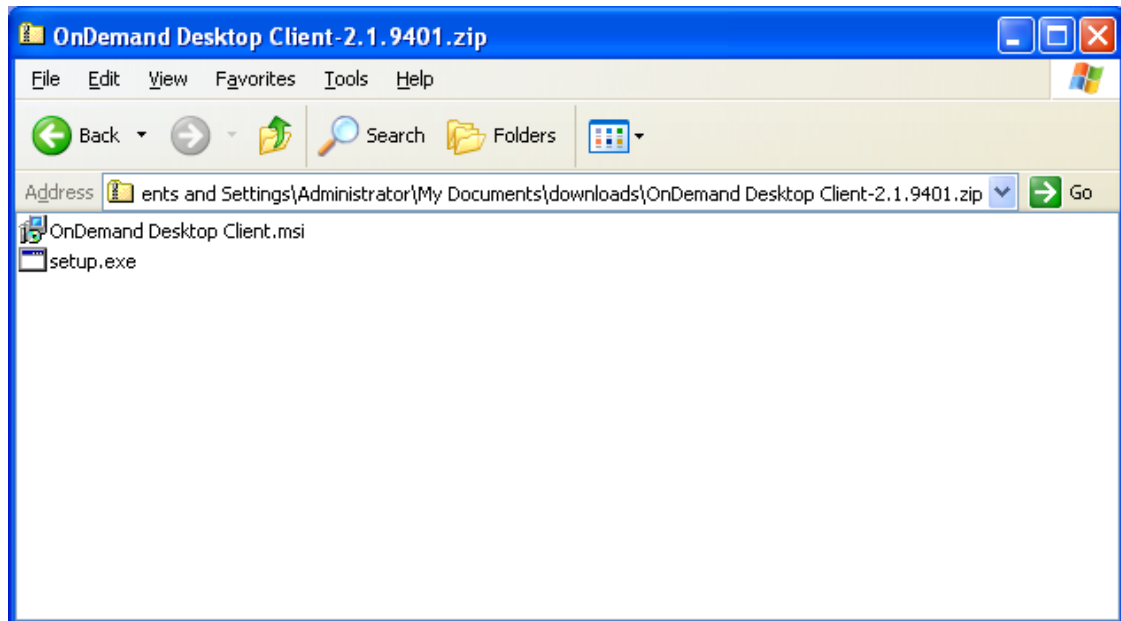 OnDemand Desktop Client-2.1.9401.zip
File Edit View Favorites Tools Help
Back Search Folders
Address ents and Settings\Administrator\My Documents\downloads\OnDemand Desktop Client-2.1.9401.zip Go
OnDemand Desktop Client.msi
setup.exe